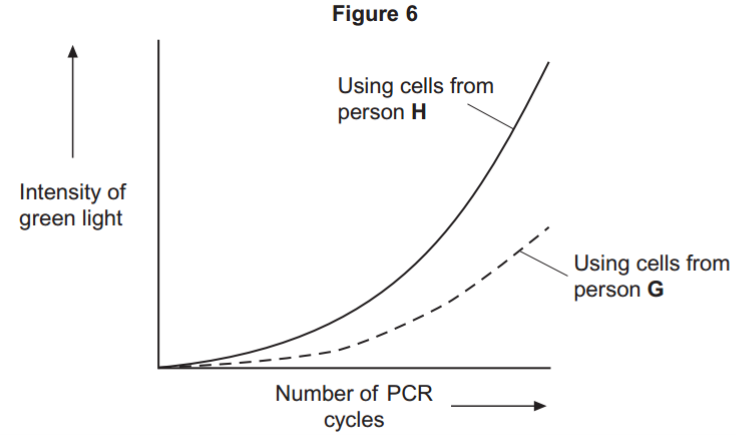 Figure 6
Using cells from
person H
Intensity of
green light
Using cells from
person G
Number of PCR
cycles